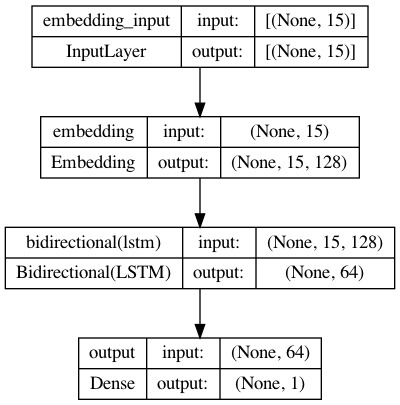 embedding_input input: [(None, 15)]
InputLayer output: [(None, 15)]
embedding input: (None, 15)
Embedding output: (None, 15, 128)
bidirectional(lstm) input: (None, 15, 128)
Bidirectional(LSTM) output: (None, 64)
output input: (None, 64)
Dense output: (None, 1)